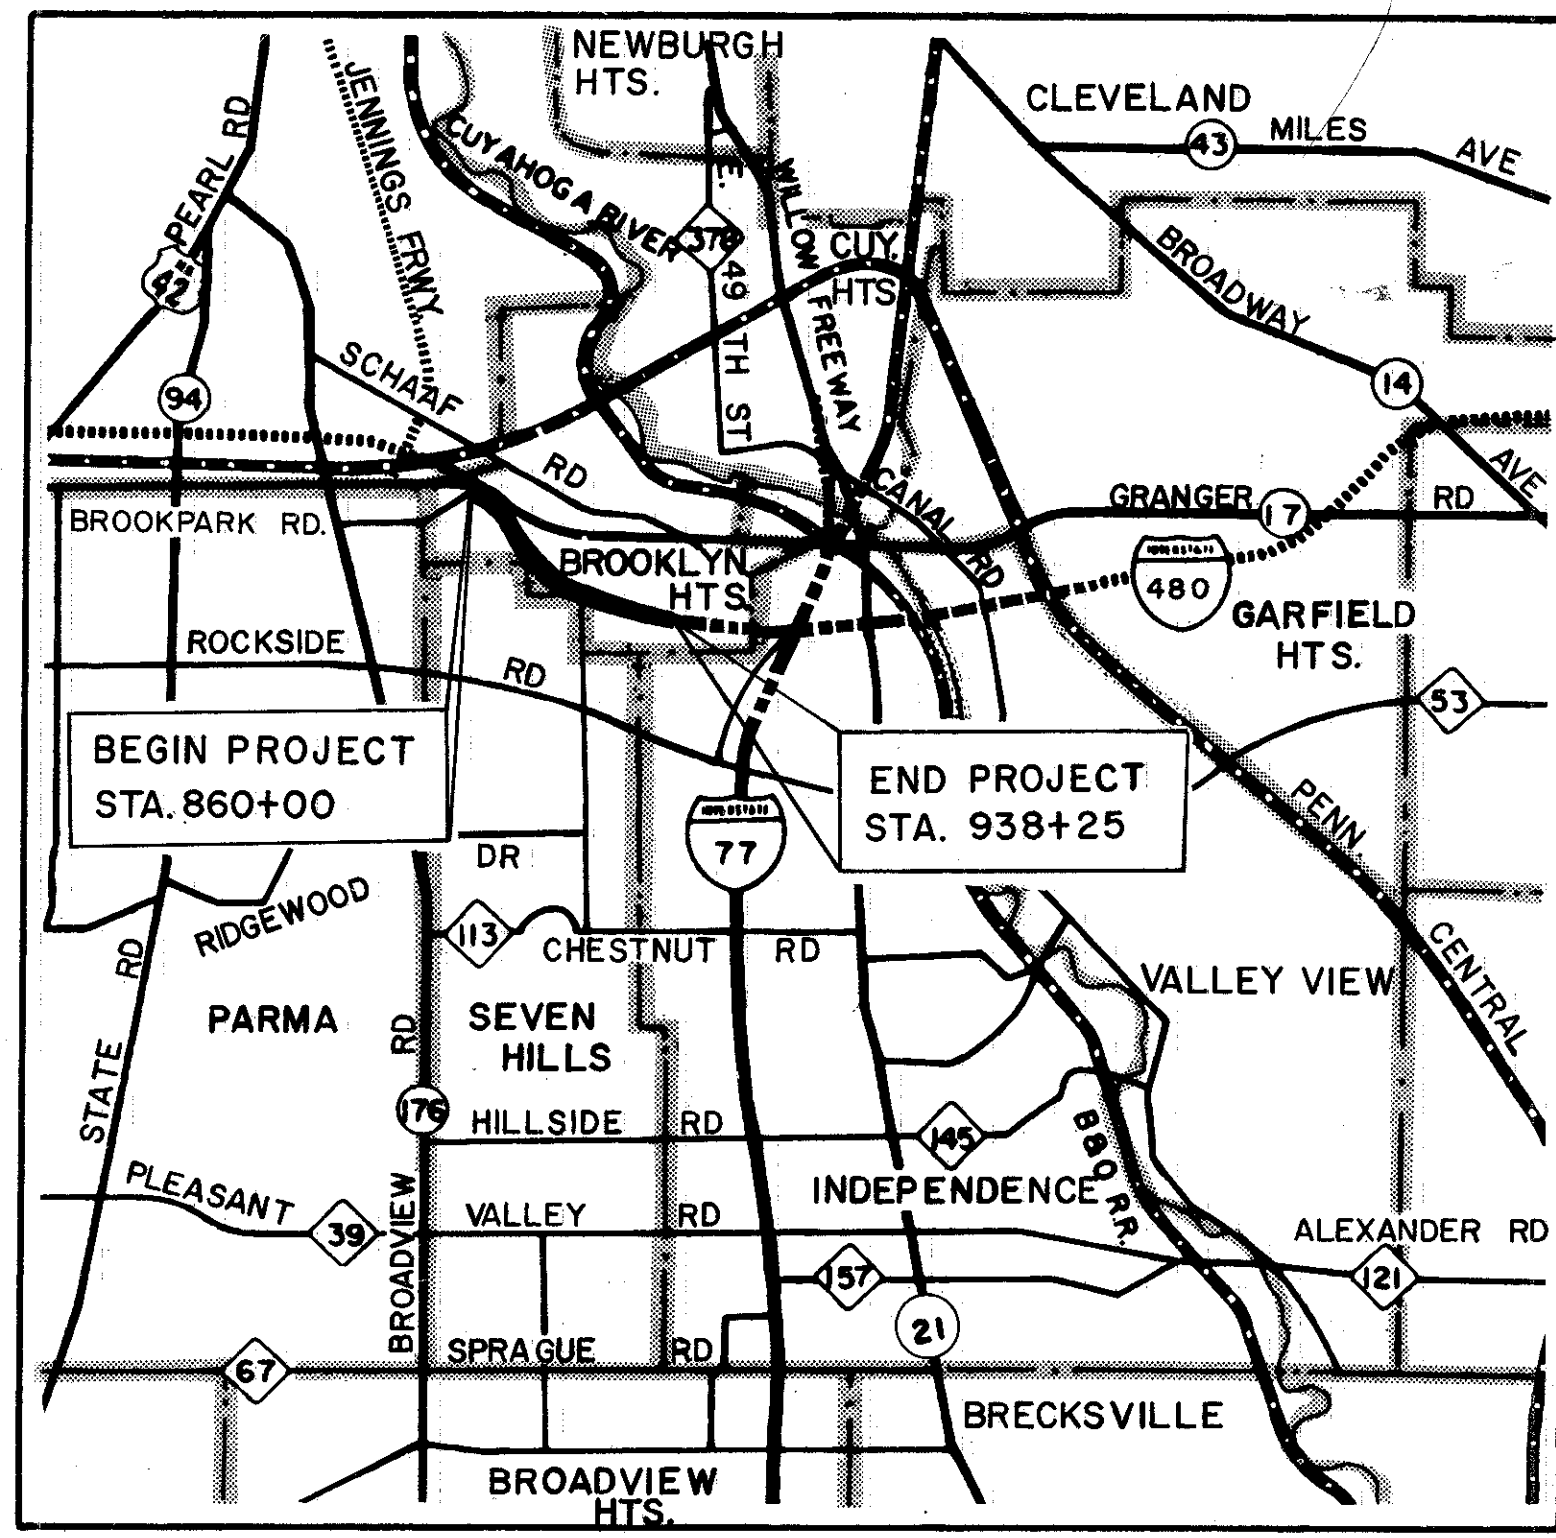 NEWBURGH
HTS.
CLEVELAND
43
MILES
AVE
JENNINGS FRWY
PEARL RD
CUYAHOGA RIVER
E. 49TH ST
WILLOW FREEWAY
CUY.
HTS
BROADWAY
AVE
42
94
14
SCHAAF
RD
CANAL RD
GRANGER
17
RD
BROOKPARK RD.
BROOKLYN
HTS.
480
GARFIELD
HTS.
ROCKSIDE
RD
53
BEGIN PROJECT
STA. 860+00
END PROJECT
STA. 938+25
77
PENN.
CENTRAL
DR
RIDGEWOOD
113
CHESTNUT
RD
STATE
RD
VALLEY VIEW
PARMA
SEVEN
HILLS
BROADVIEW
RD
176
HILLSIDE
RD
145
B&O R.R.
PLEASANT
39
VALLEY
RD
INDEPENDENCE
ALEXANDER RD
157
121
21
67
SPRAGUE
RD
BRECKSVILLE
BROADVIEW
HTS.